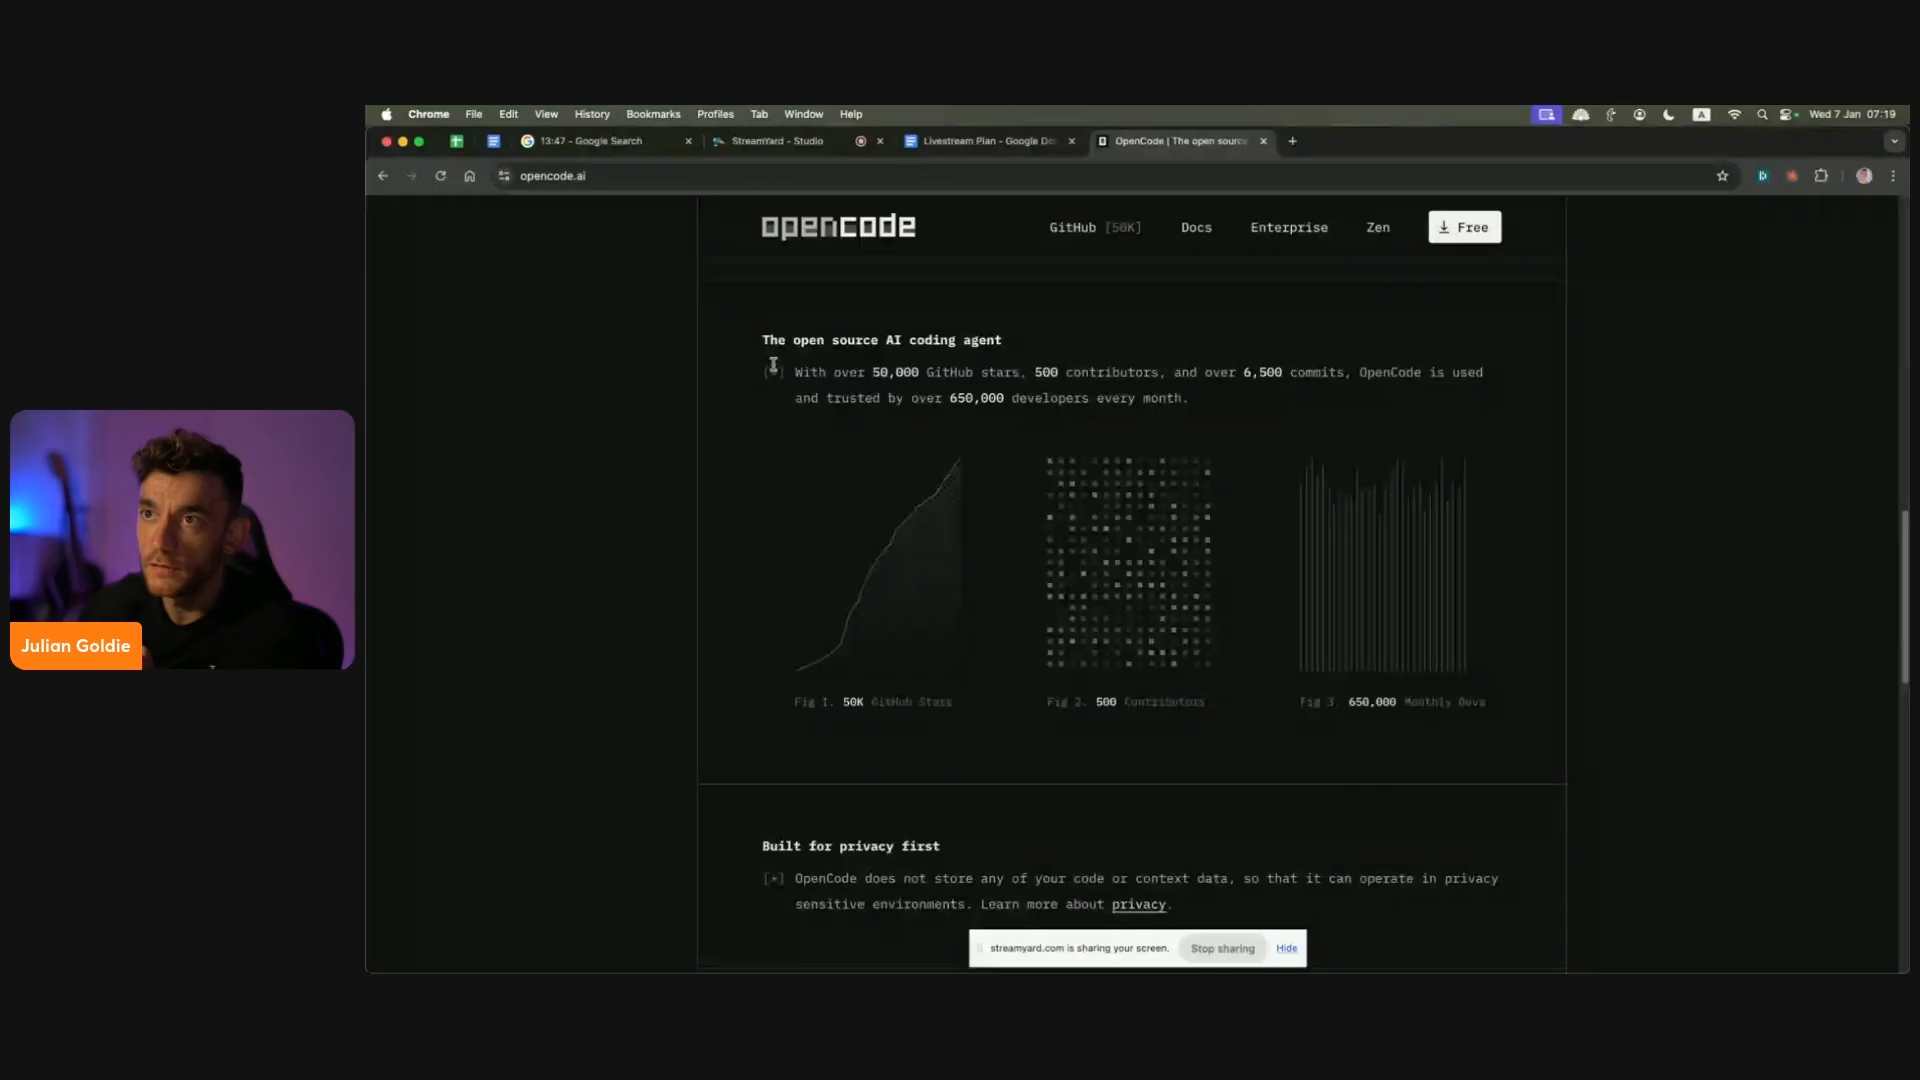 Chrome File Edit View History Bookmarks Profiles Tab Window Help
A
Wed 7 Jan 07:19
13:47 - Google Search
StreamYard - Studio
Livestream Plan - Google Do
OpenCode | The open source
opencode.ai
opencode
GitHub [50K] Docs Enterprise Zen Free
The open source AI coding agent
[*] With over 50,000 GitHub stars, 500 contributors, and over 6,500 commits, OpenCode is used
and trusted by over 650,000 developers every month.
Fig 1. 50K GitHub Stars
Fig 2. 500 Contributors
Fig 3. 650,000 Monthly Devs
Julian Goldie
Built for privacy first
[*] OpenCode does not store any of your code or context data, so that it can operate in privacy
sensitive environments. Learn more about privacy.
streamyard.com is sharing your screen. Stop sharing Hide